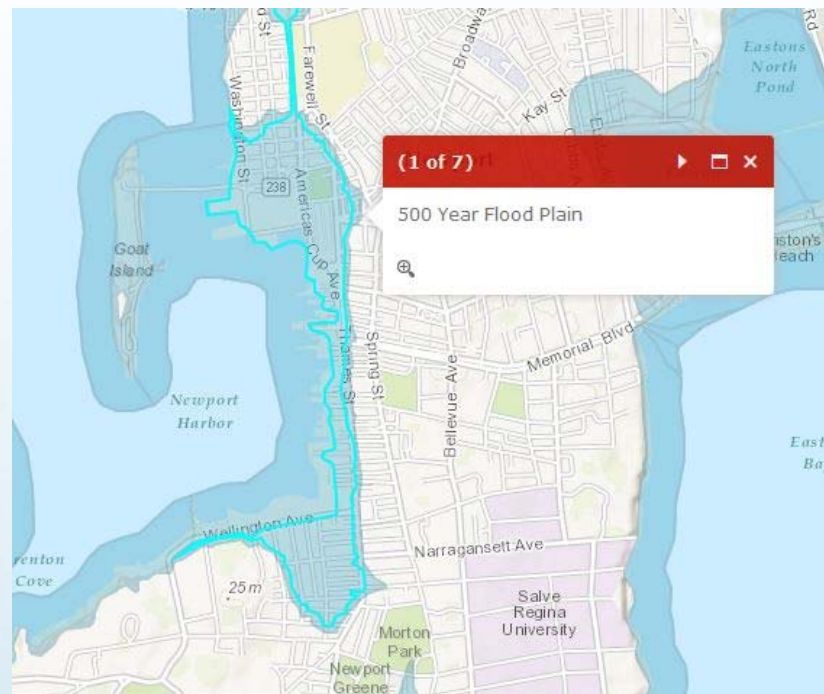 Rd
Farewell St
Broadway
Eastons
North
Pond
Washington St
Kay St
(1 of 7)
238
Americas Cup Ave
500 Year Flood Plain
Goat
Island
Memorial Blvd
Thames St
Spring St
Bellevue Ave
Newport
Harbor
Wellington Ave
Narragansett Ave
Cove
25 m
Salve
Regina
University
Morton
Park
Newport
Greene